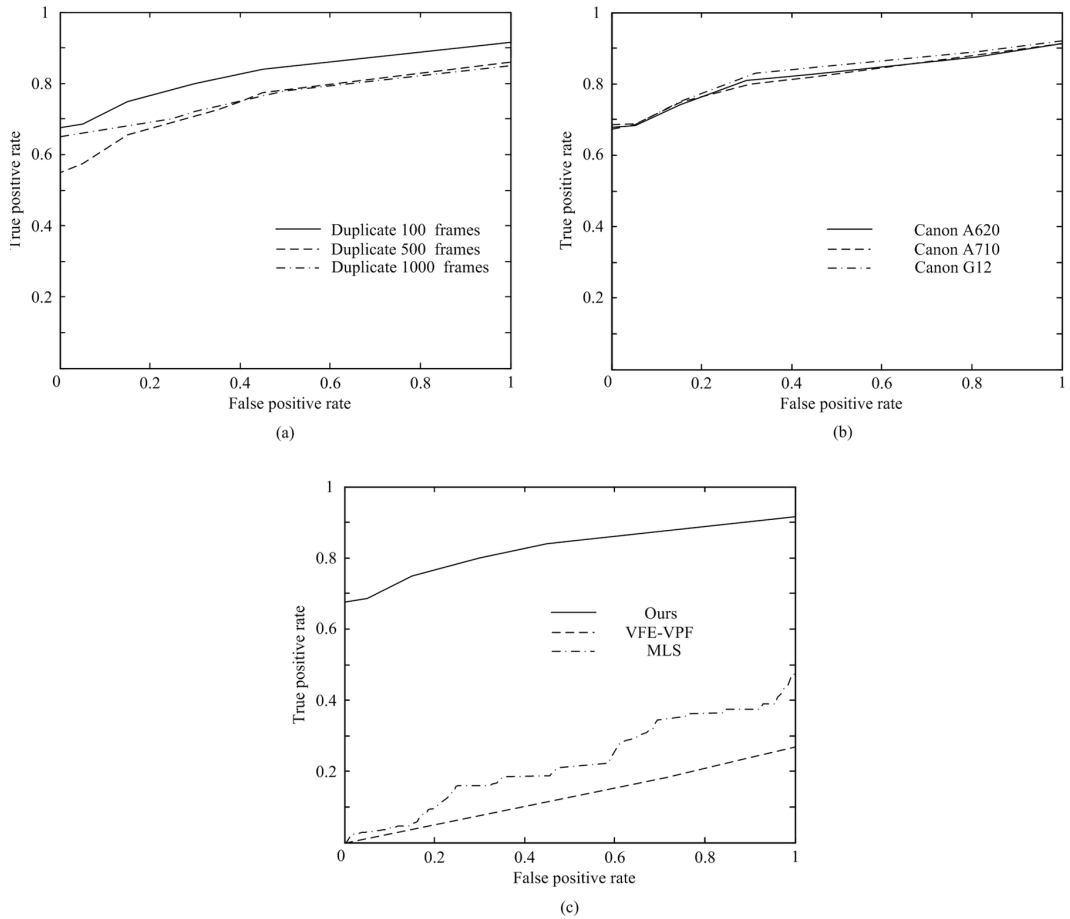 1
0.8
0.6
0.4
0.2
0
0.2
0.4
0.6
0.8
1
True positive rate
False positive rate
Duplicate 100 frames
Duplicate 500 frames
Duplicate 1000 frames
(a)
1
0.8
0.6
0.4
0.2
0
0.2
0.4
0.6
0.8
1
True positive rate
False positive rate
Canon A620
Canon A710
Canon G12
(b)
1
0.8
0.6
0.4
0.2
0
0.2
0.4
0.6
0.8
1
True positive rate
False positive rate
Ours
VFE-VPF
MLS
(c)